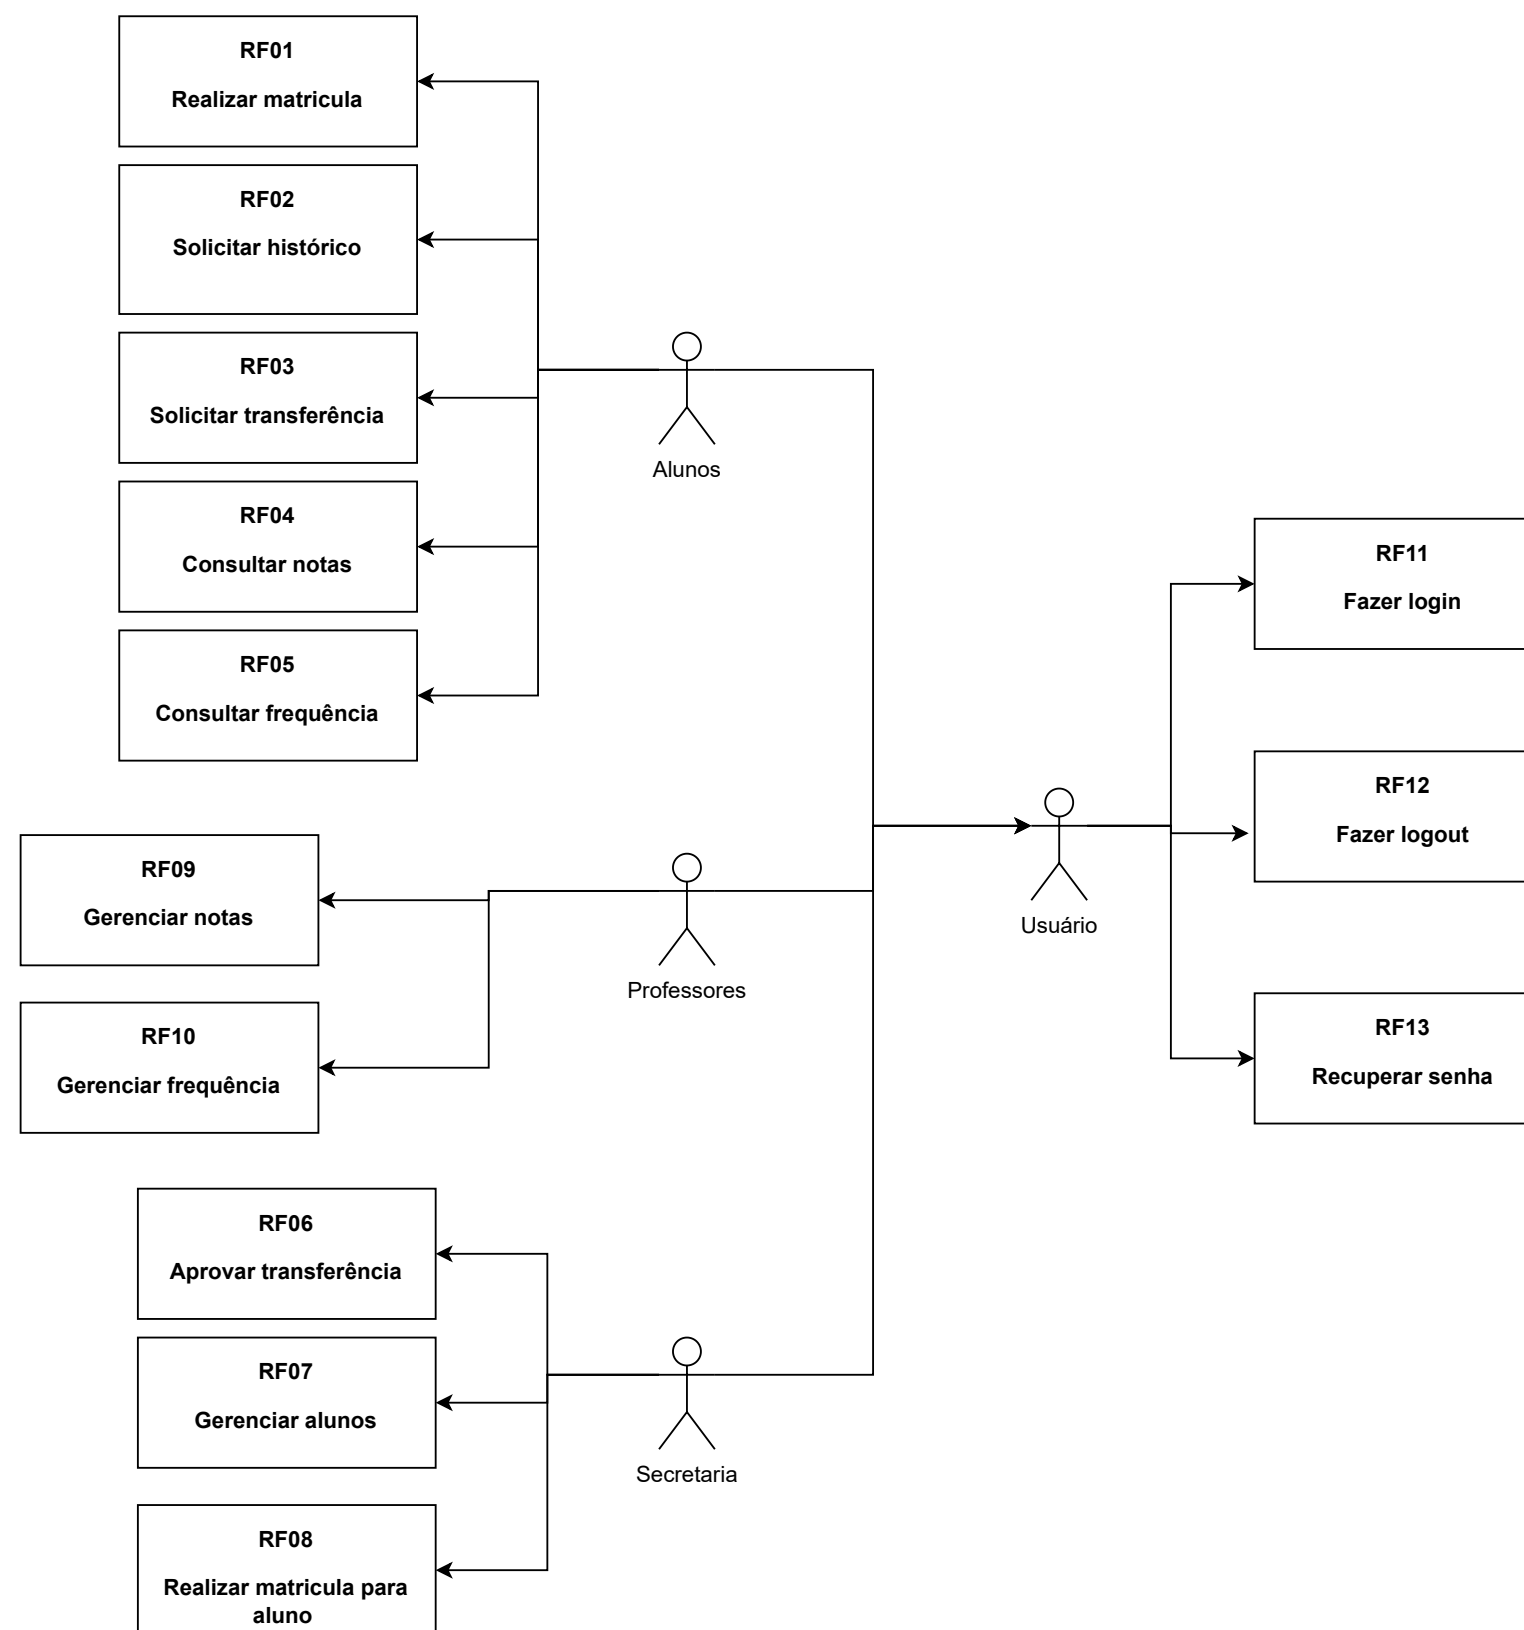 RF01
Realizar matricula
RF02
Solicitar histórico
RF03
Solicitar transferência
Alunos
RF04
Consultar notas
RF05
Consultar frequência
RF11
Fazer login
RF12
Fazer logout
Usuário
RF09
Gerenciar notas
Professores
RF10
Gerenciar frequência
RF13
Recuperar senha
RF06
Aprovar transferência
RF07
Gerenciar alunos
Secretaria
RF08
Realizar matricula para
aluno